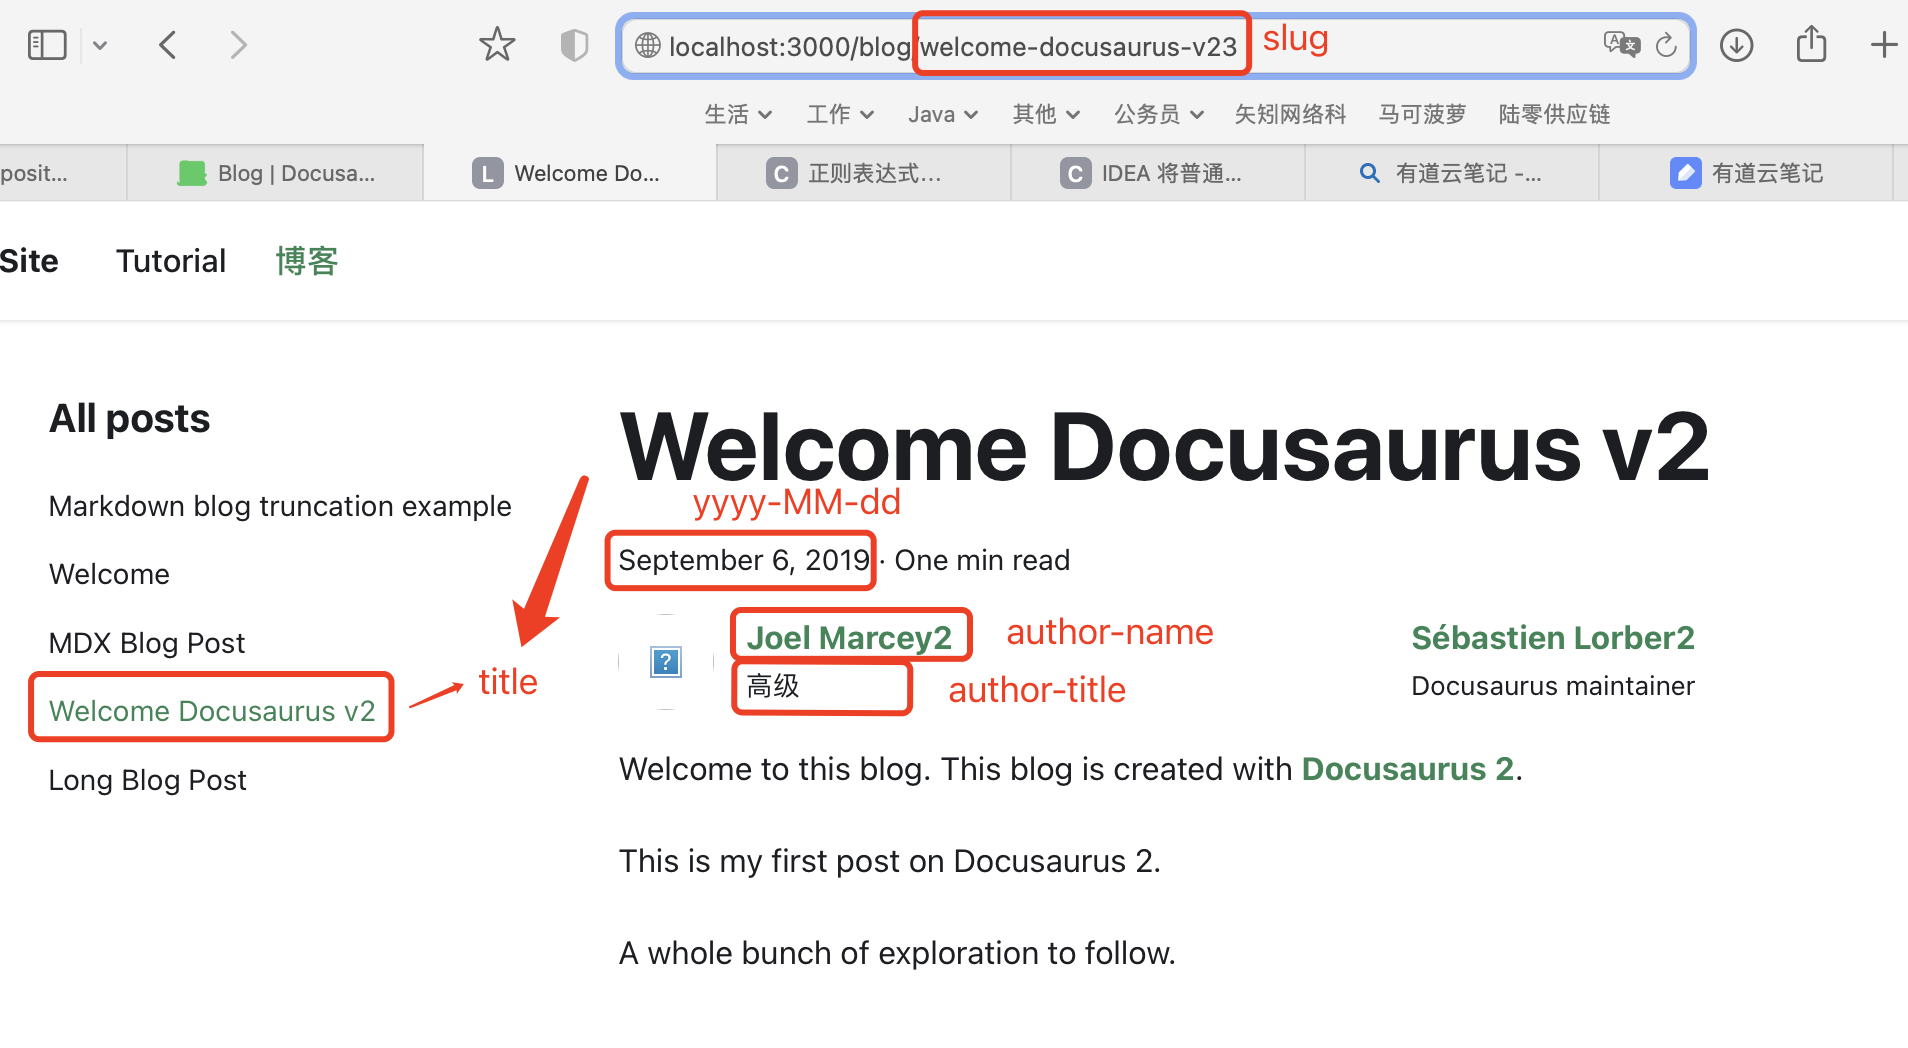 localhost:3000/blog/welcome-docusaurus-v23 slug
生活 工作 Java 其他 公务员 矢矧网络科 马可菠萝 陆零供应链
posit... Blog | Docusa... L Welcome Do... C 正则表达式... C IDEA 将普通... 有道云笔记 -... 有道云笔记
Site Tutorial 博客
All posts
Markdown blog truncation example
Welcome
MDX Blog Post
Welcome Docusaurus v2
title
Long Blog Post
Welcome Docusaurus v2
yyyy-MM-dd
September 6, 2019 · One min read
Joel Marcey2 author-name
高级 author-title
Sébastien Lorber2
Docusaurus maintainer
Welcome to this blog. This blog is created with Docusaurus 2.
This is my first post on Docusaurus 2.
A whole bunch of exploration to follow.